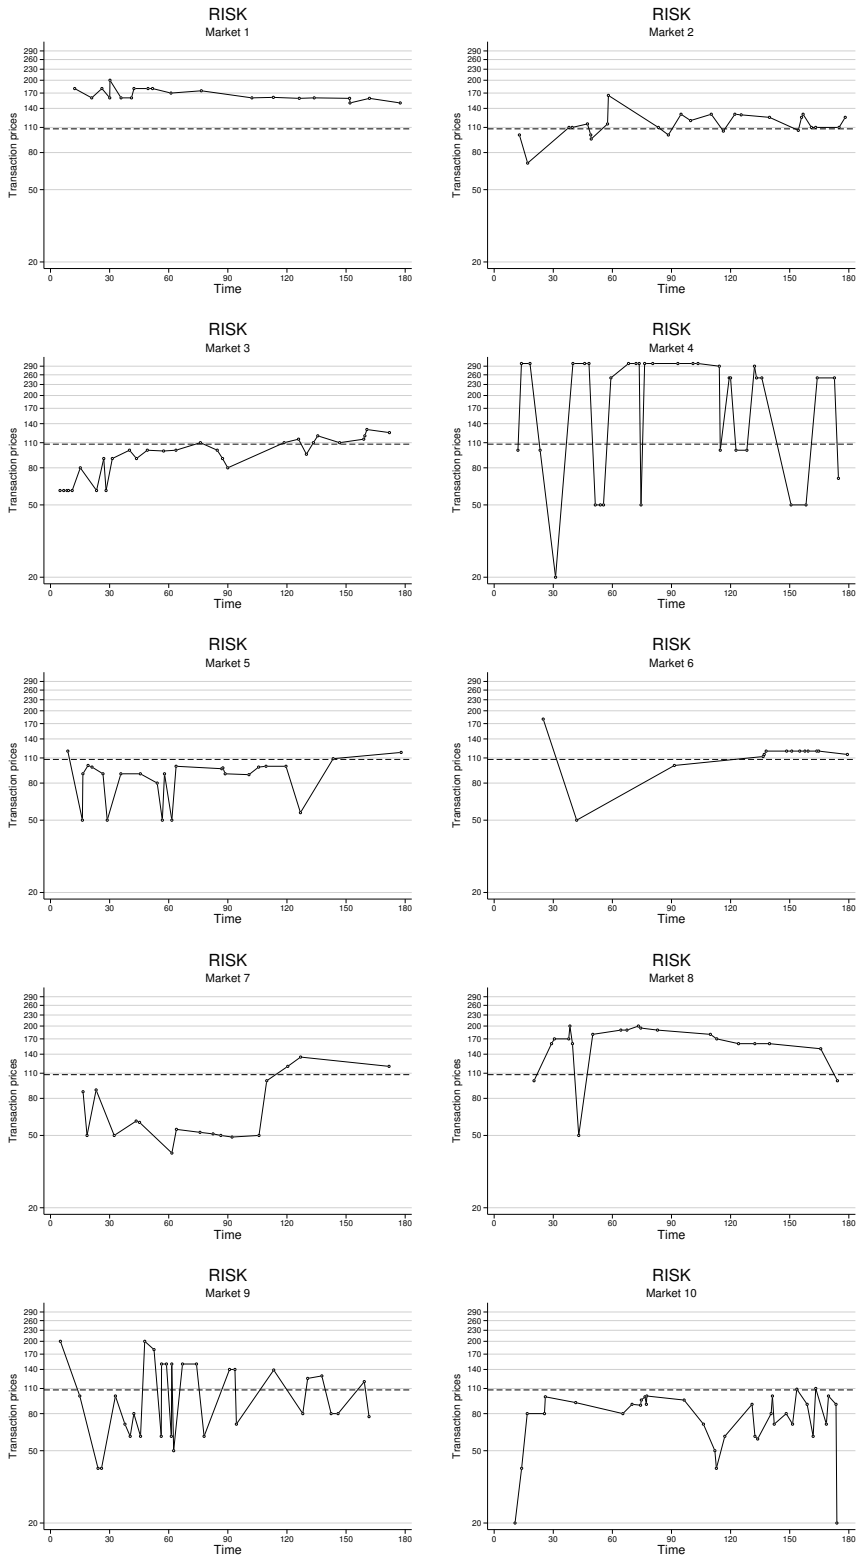 RISK
Market 1
Transaction prices
290
260
230
200
170
140
110
80
50
20
0 30 60 90 120 150 180
Time
RISK
Market 2
Transaction prices
290
260
230
200
170
140
110
80
50
20
0 30 60 90 120 150 180
Time
RISK
Market 3
Transaction prices
290
260
230
200
170
140
110
80
50
20
0 30 60 90 120 150 180
Time
RISK
Market 4
Transaction prices
290
260
230
200
170
140
110
80
50
20
0 30 60 90 120 150 180
Time
RISK
Market 5
Transaction prices
290
260
230
200
170
140
110
80
50
20
0 30 60 90 120 150 180
Time
RISK
Market 6
Transaction prices
290
260
230
200
170
140
110
80
50
20
0 30 60 90 120 150 180
Time
RISK
Market 7
Transaction prices
290
260
230
200
170
140
110
80
50
20
0 30 60 90 120 150 180
Time
RISK
Market 8
Transaction prices
290
260
230
200
170
140
110
80
50
20
0 30 60 90 120 150 180
Time
RISK
Market 9
Transaction prices
290
260
230
200
170
140
110
80
50
20
0 30 60 90 120 150 180
Time
RISK
Market 10
Transaction prices
290
260
230
200
170
140
110
80
50
20
0 30 60 90 120 150 180
Time